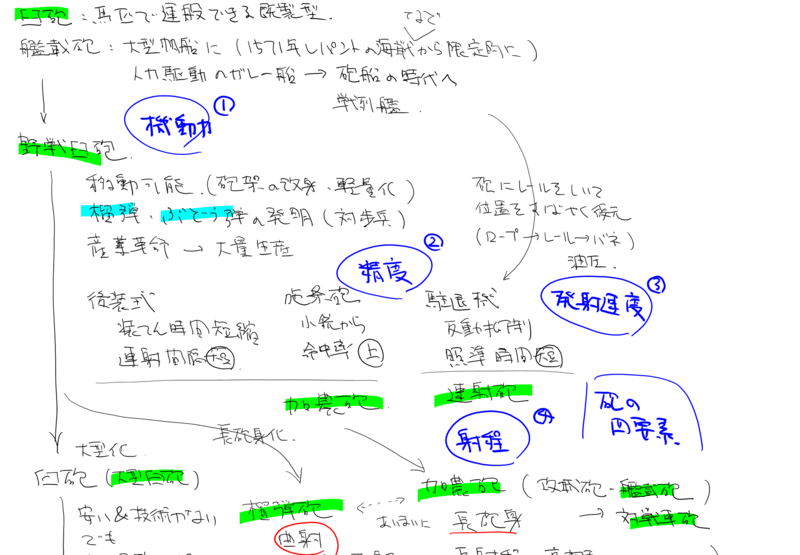 臼砲：馬匹で運搬できる既製型.
艦載砲：大型帆船に（1571年レパントの海戦から限定的に）
てなで
人力駆動のガレー船 → 砲船の時代へ
戦列艦.
機動力 ①
野戦臼砲.
移動可能.（砲架の改良・軽量化）
榴弾・ぶどう弾の発明（対歩兵）
産業革命 → 大量生産
砲にレールをしいて
位置をすばやく復元
（ロープ→レール→バネ）
油圧.
精度 ②
発射速度 ③
後装式
装てん時間短縮
連射間隔 短
施条砲
小銃から
命中率 上
駐退機
反動抑制
照準時間 短
加農砲.
連射砲
射程 ④
砲の
四要素.
長砲身化.
大型化
臼砲（大型臼砲）
安い&技術がない
でも
榴弾砲
曲射
あいまいに
加農砲（攻城砲・艦載砲）
長砲身
→ 対戦車砲